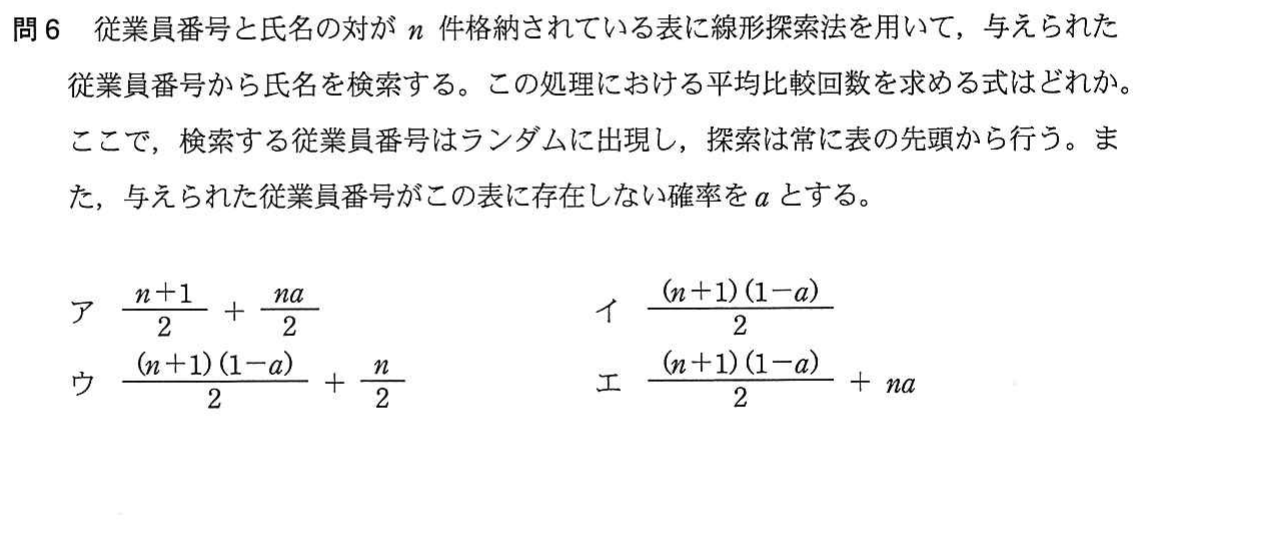 問6 従業員番号と氏名の対が n 件格納されている表に線形探索法を用いて，与えられた
従業員番号から氏名を検索する。この処理における平均比較回数を求める式はどれか。
ここで，検索する従業員番号はランダムに出現し，探索は常に表の先頭から行う。ま
た，与えられた従業員番号がこの表に存在しない確率を a とする。
ア (n+1)/2 + na/2 イ (n+1)(1-a)/2
ウ (n+1)(1-a)/2 + n/2 エ (n+1)(1-a)/2 + na